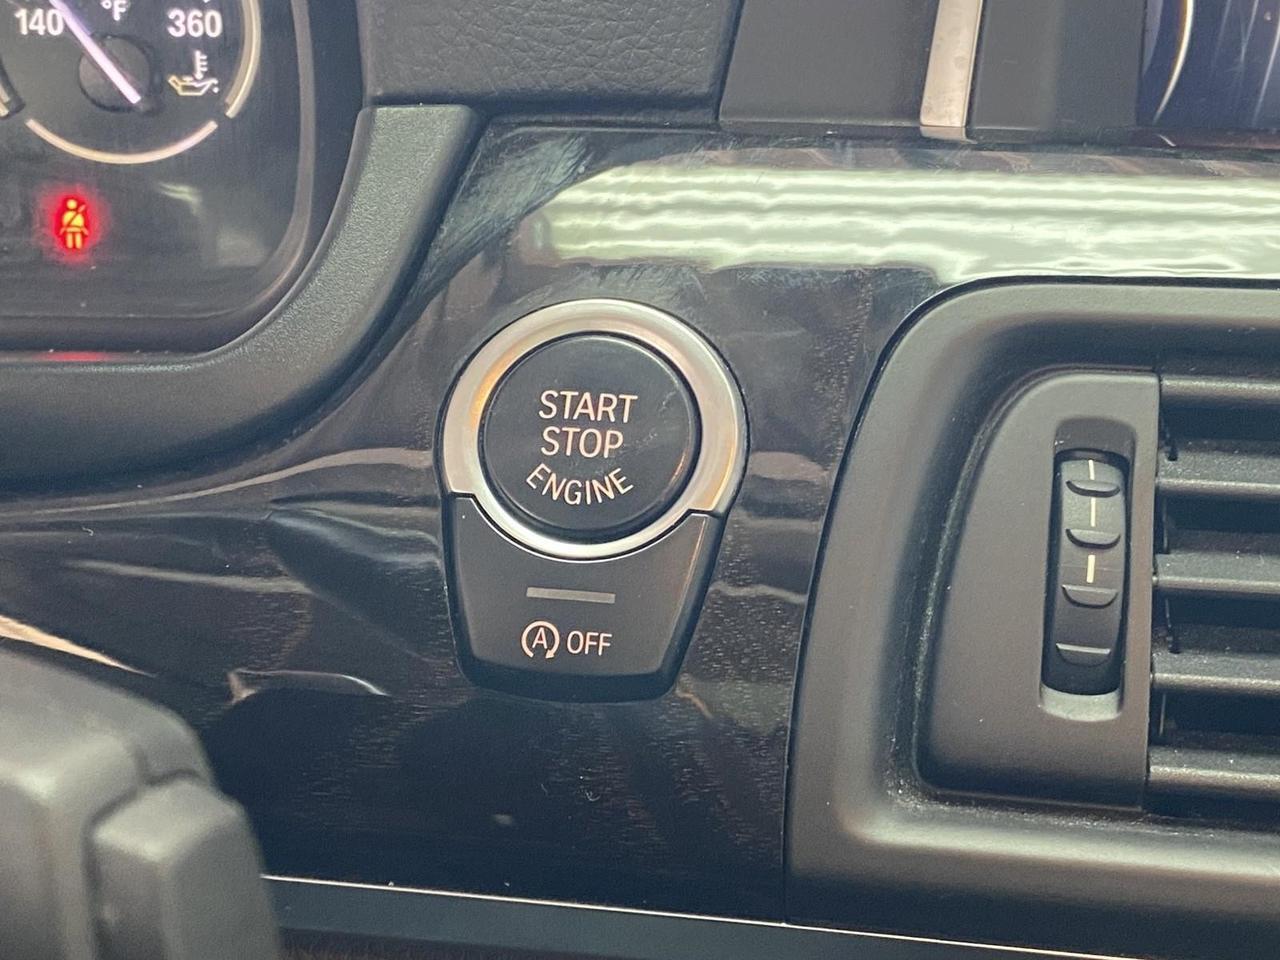 140
°F
360
START
STOP
ENGINE
A OFF